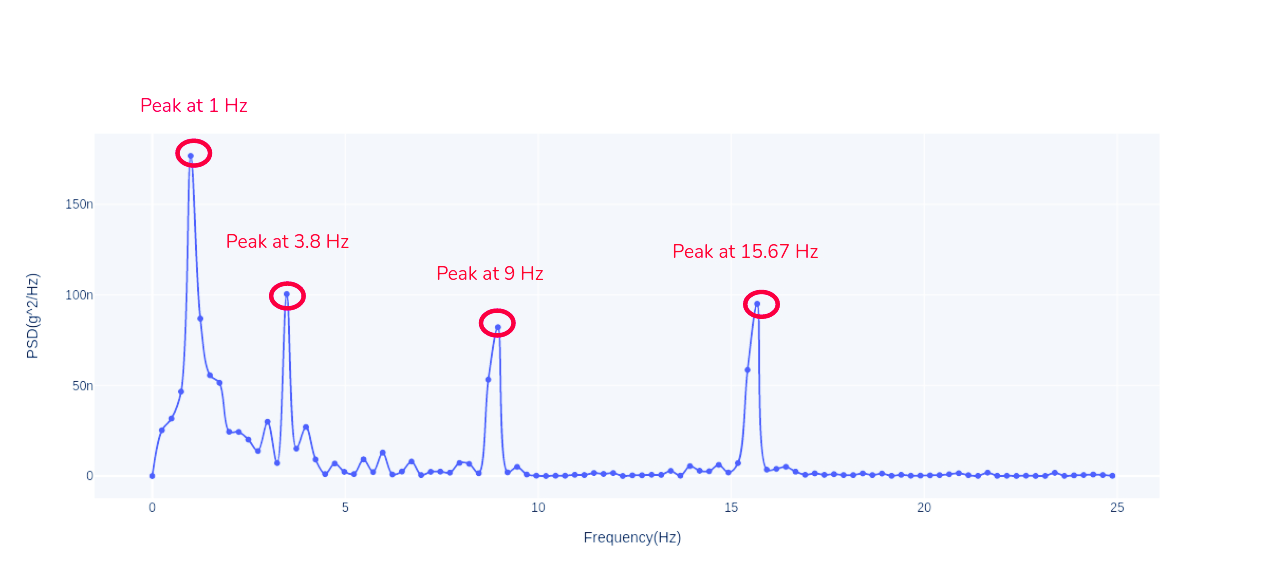 Peak at 1 Hz
Peak at 3.8 Hz
Peak at 15.67 Hz
Peak at 9 Hz
150n
100n
50n
0
PSD(g^2/Hz)
0 5 10 15 20 25
Frequency(Hz)